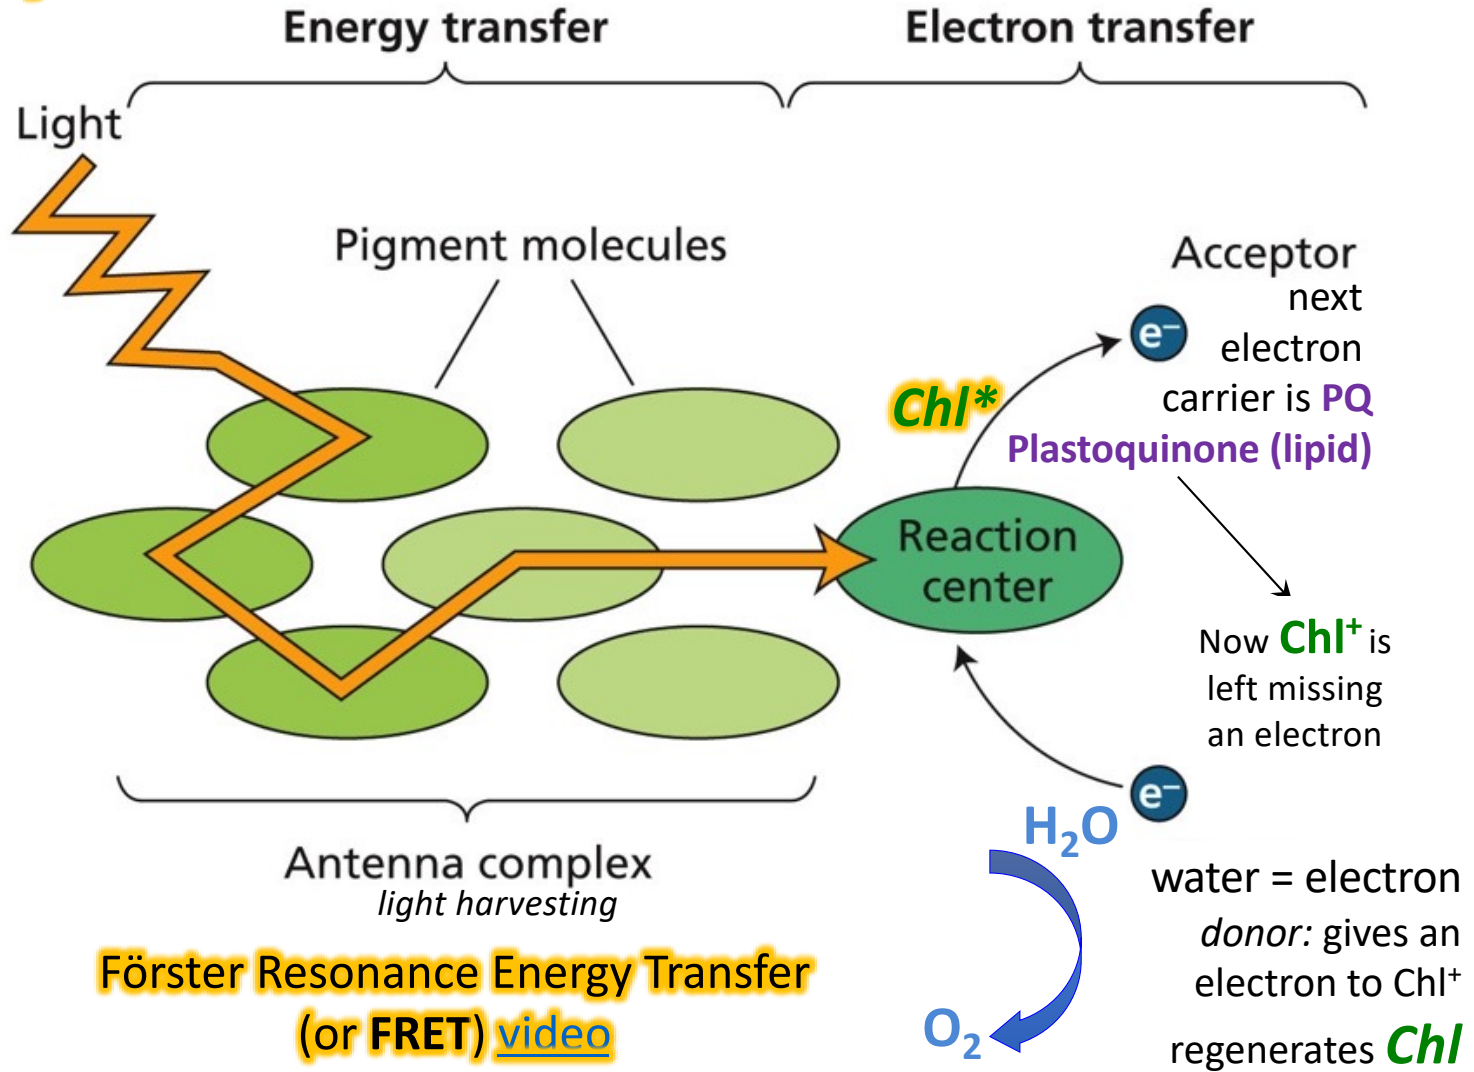 Energy transfer
Electron transfer
Light
Pigment molecules
Acceptor
next
electron
carrier is PQ
Plastoquinone (lipid)
e⁻
Chl*
Reaction
center
Now Chl⁺ is
left missing
an electron
e⁻
H₂O
O₂
water = electron
donor: gives an
electron to Chl⁺
regenerates Chl
Antenna complex
light harvesting
Förster Resonance Energy Transfer
(or FRET) video